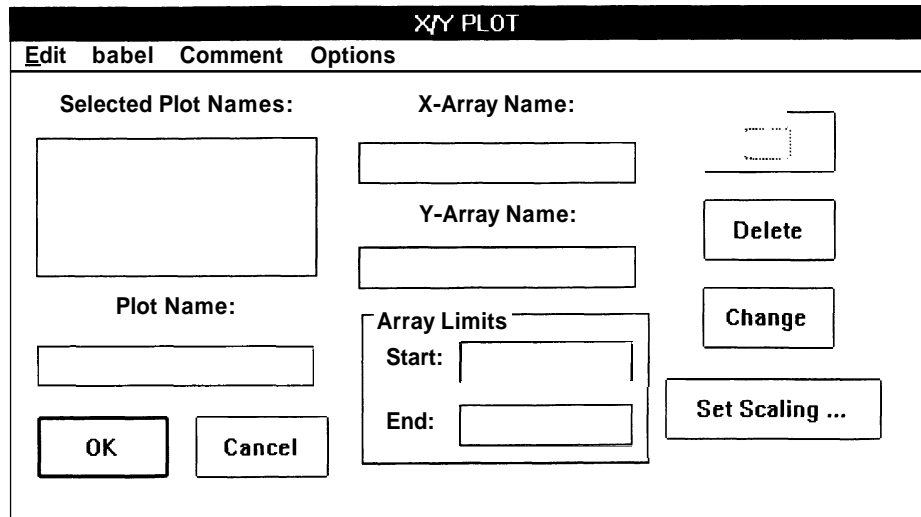 X/Y PLOT
Edit babel Comment Options
Selected Plot Names:
X-Array Name:
Y-Array Name:
Delete
Plot Name:
Array Limits
Change
Start:
End:
Set Scaling ...
OK
Cancel